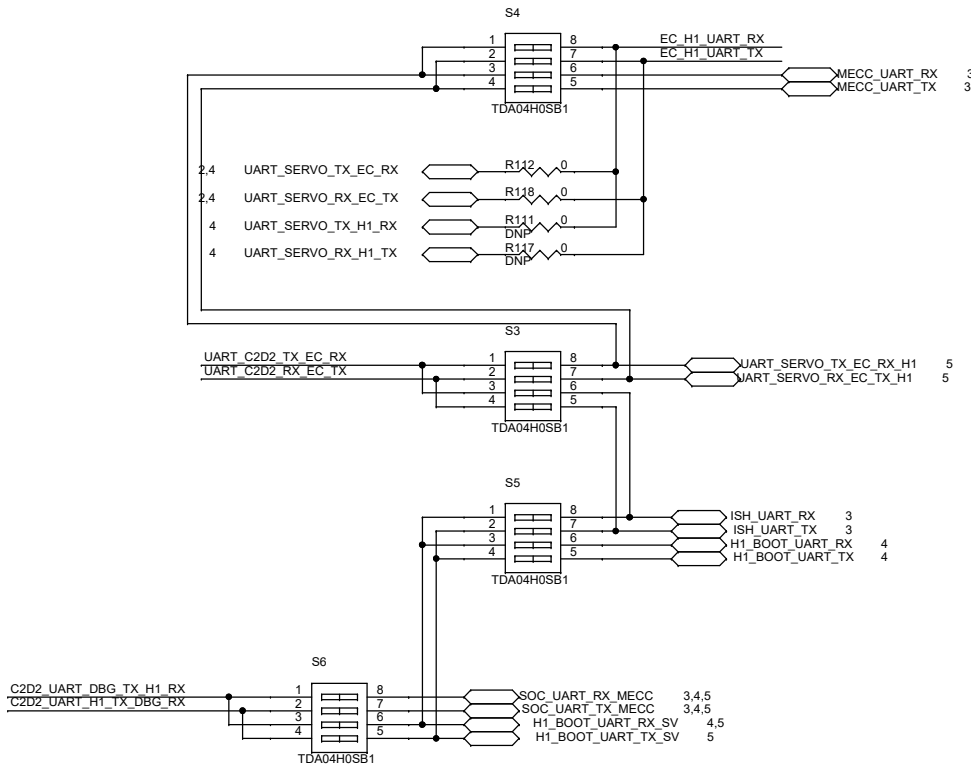 S4
1 8 EC_H1_UART_RX
2 7 EC_H1_UART_TX
3 6 MECC_UART_RX 3
4 5 MECC_UART_TX 3
TDA04H0SB1
2,4 UART_SERVO_TX_EC_RX R112 0
2,4 UART_SERVO_RX_EC_TX R118 0
4 UART_SERVO_TX_H1_RX R111 0
DNP
4 UART_SERVO_RX_H1_TX R117 0
DNP
S3
UART_C2D2_TX_EC_RX 1 8 UART_SERVO_TX_EC_RX_H1 5
UART_C2D2_RX_EC_TX 2 7 UART_SERVO_RX_EC_TX_H1 5
3 6
4 5
TDA04H0SB1
S5
1 8 ISH_UART_RX 3
2 7 ISH_UART_TX 3
3 6 H1_BOOT_UART_RX 4
4 5 H1_BOOT_UART_TX 4
TDA04H0SB1
S6
C2D2_UART_DBG_TX_H1_RX 1 8 SOC_UART_RX_MECC 3,4,5
C2D2_UART_H1_TX_DBG_RX 2 7 SOC_UART_TX_MECC 3,4,5
3 6 H1_BOOT_UART_RX_SV 4,5
4 5 H1_BOOT_UART_TX_SV 5
TDA04H0SB1